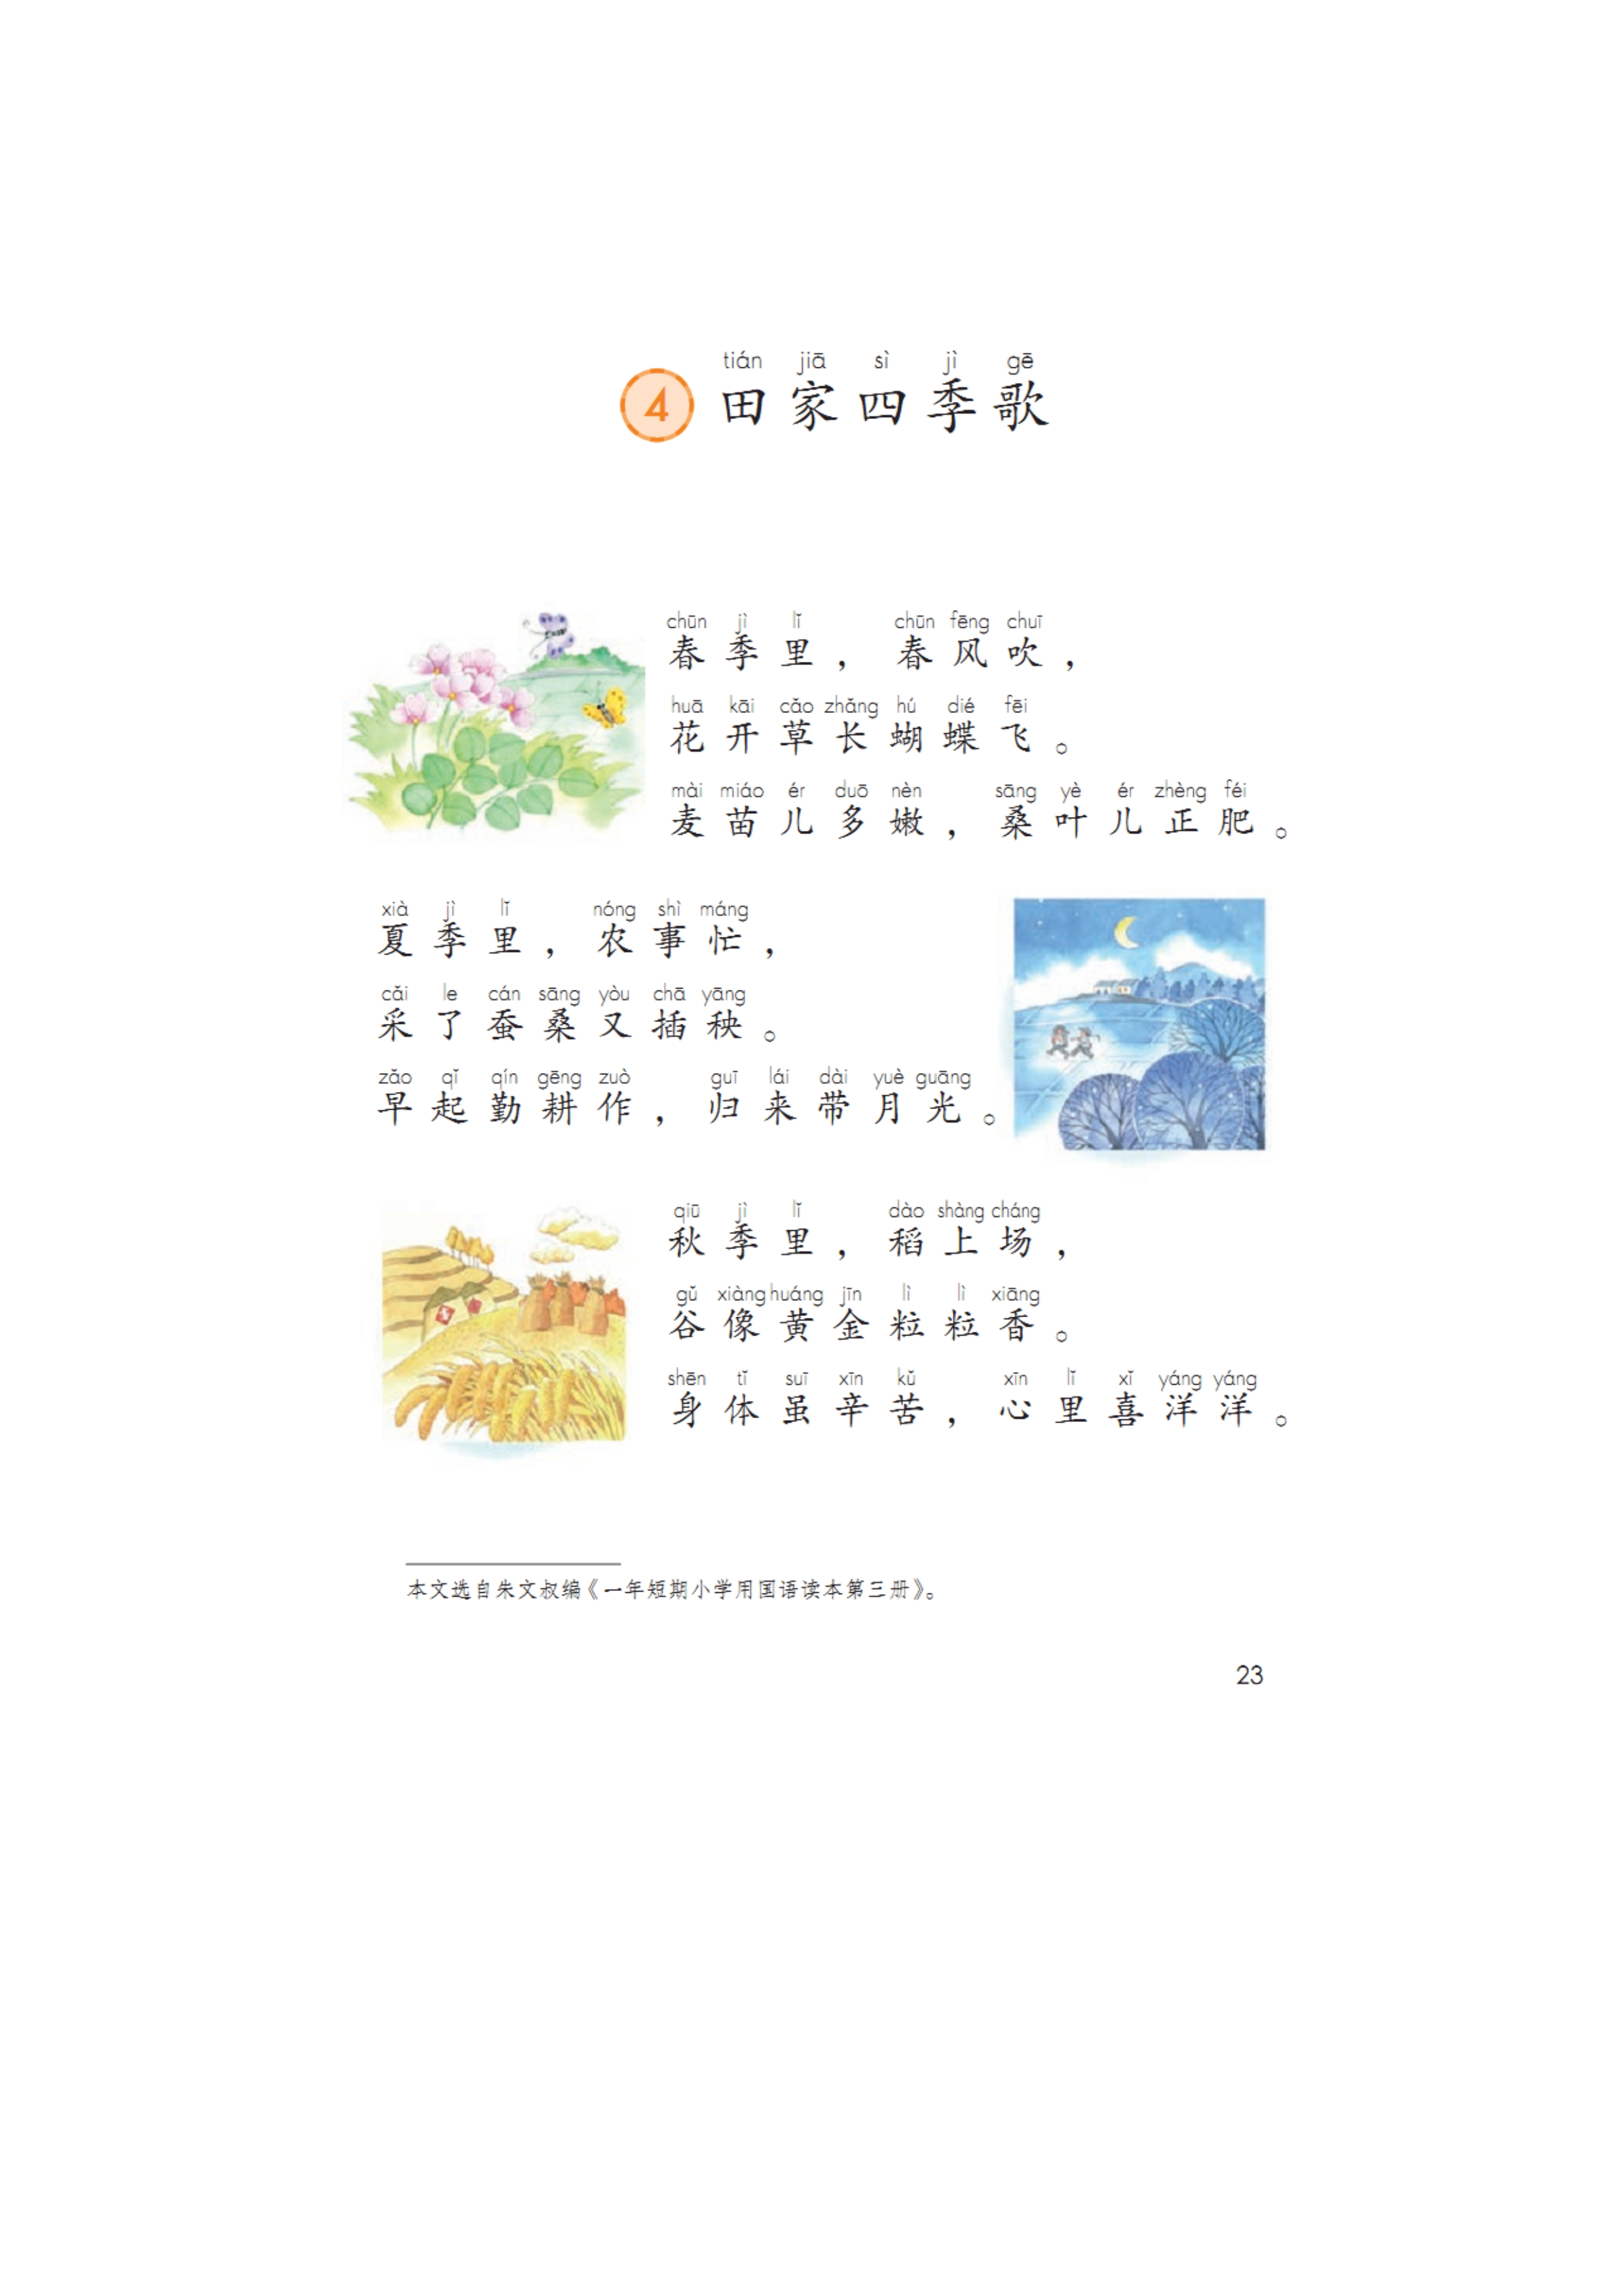 tián jiā sì jì gē
4 田家四季歌
chūn jì lǐ chūn fēng chuī
春季里，春风吹，
huā kāi cǎo zhǎng hú dié fēi
花开草长蝴蝶飞。
mài miáo ér duō nèn sāng yè ér zhèng féi
麦苗儿多嫩，桑叶儿正肥。
xià jì lǐ nóng shì máng
夏季里，农事忙，
cǎi le cán sāng yòu chā yāng
采了蚕桑又插秧。
zǎo qǐ qín gēng zuò guī lái dài yuè guāng
早起勤耕作，归来带月光。
qiū jì lǐ dào shàng cháng
秋季里，稻上场，
gǔ xiàng huáng jīn lì lì xiāng
谷像黄金粒粒香。
shēn tǐ suī xīn kǔ xīn lǐ xǐ yáng yáng
身体虽辛苦，心里喜洋洋。
本文选自朱文叔编《一年短期小学用国语读本第三册》。
23